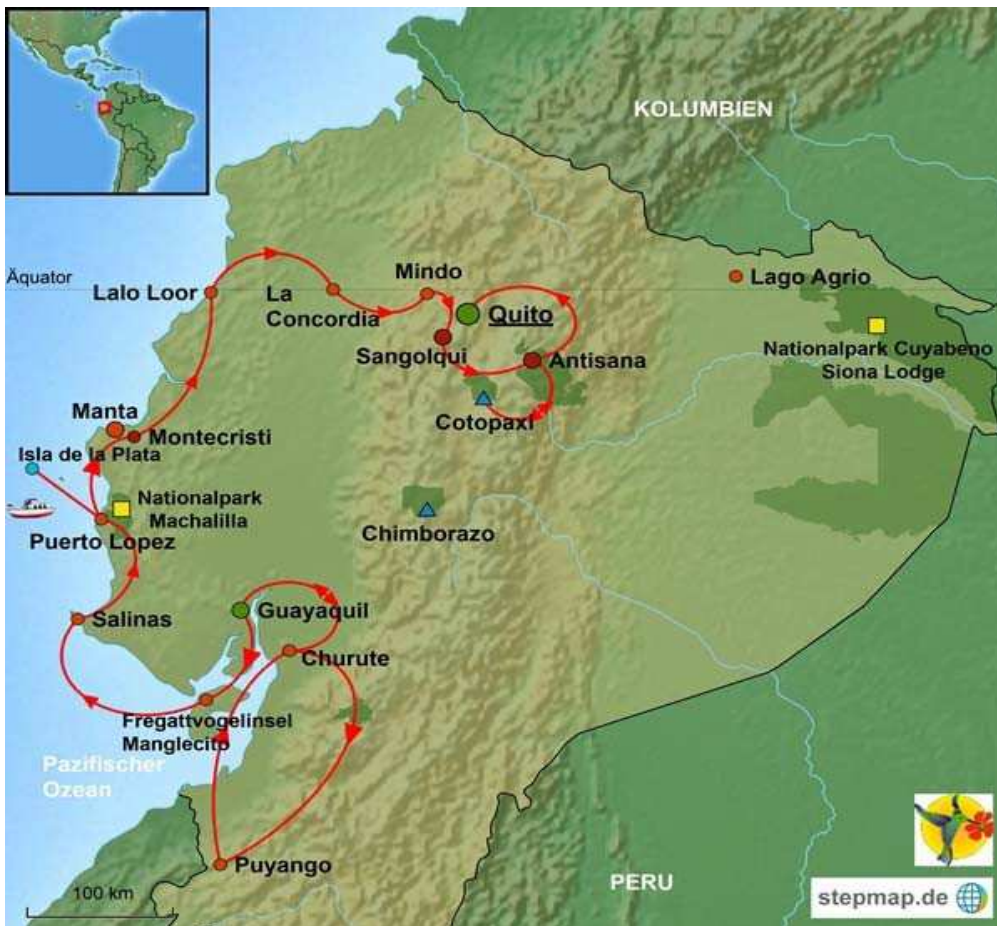 KOLUMBIEN
Äquator
Mindo
Lago Agrio
Lalo Loor
La
Concordia
Quito
Sangolqui
Antisana
Nationalpark Cuyabeno
Siona Lodge
Manta
Cotopaxi
Montecristi
Isla de la Plata
Nationalpark
Machalilla
Puerto Lopez
Chimborazo
Salinas
Guayaquil
Churute
Fregattvogelinsel
Manglecito
Pazifischer
Ozean
Puyango
PERU
100 km
stepmap.de